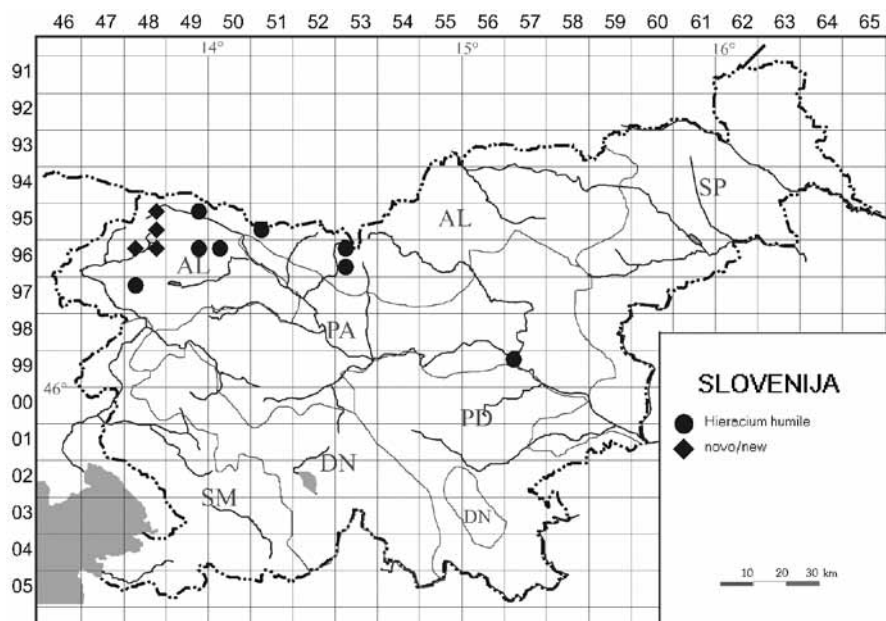 46 47 48 49 50 51 52 53 54 55 56 57 58 59 60 61 62 63 64 65
14° 15° 16°
91
92
93
94
SP
95
AL
96
AL
97
98
PA
99
46°
SLOVENIJA
00
PD
Hieracium humile
01
novo/new
02
DN
03
SM
DN
04
10 20 30 km
05